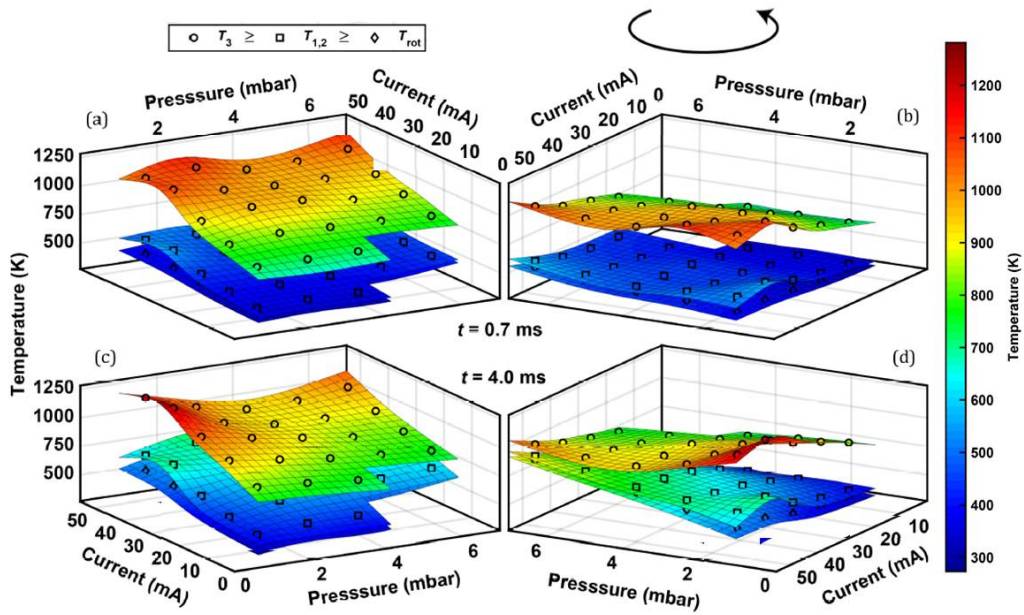 T3 ≥ T1,2 ≥ Trot
(a)
Presssure (mbar)
2 4 6
Current (mA)
50 40 30 20 10 0
1250
1000
750
500
(b)
Current (mA)
50 40 30 20 10 0
Presssure (mbar)
6 4 2
t = 0.7 ms
Temperature (K)
(c)
1250
1000
750
500
50 40 30 20 10 0
Current (mA)
2 4 6
Presssure (mbar)
t = 4.0 ms
(d)
6 4 2 0
Presssure (mbar)
50 40 30 20 10
Current (mA)
1200
1100
1000
900
800
700
600
500
400
300
Temperature (K)